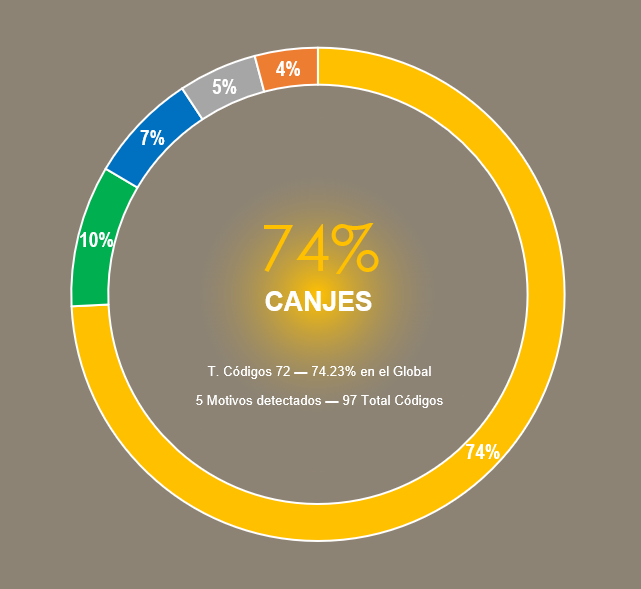 4%
5%
7%
10%
74%
CANJES
T. Códigos 72 — 74.23% en el Global
5 Motivos detectados — 97 Total Códigos
74%